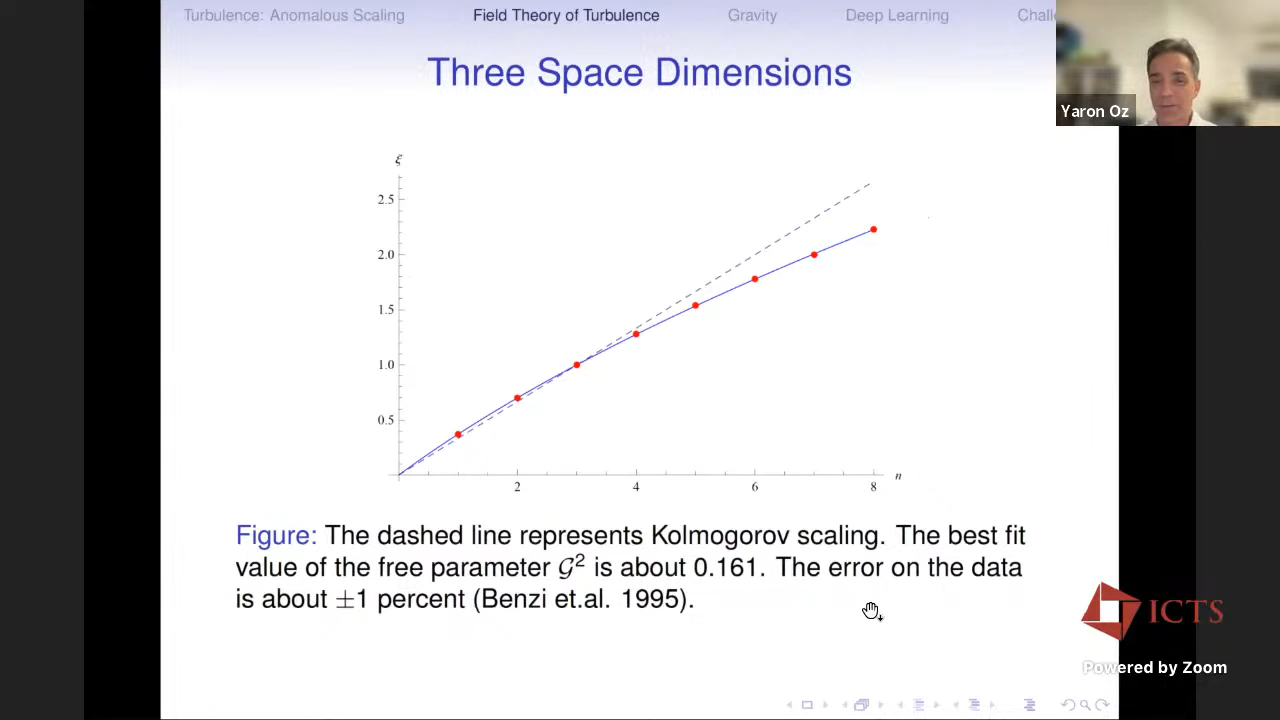 Turbulence: Anomalous Scaling Field Theory of Turbulence Gravity Deep Learning Chall
Three Space Dimensions
Yaron Oz
ξ
2.5
2.0
1.5
1.0
0.5
2 4 6 8 n
Figure: The dashed line represents Kolmogorov scaling. The best fit
value of the free parameter 𝒢² is about 0.161. The error on the data
is about ±1 percent (Benzi et.al. 1995).
ICTS
Powered by Zoom